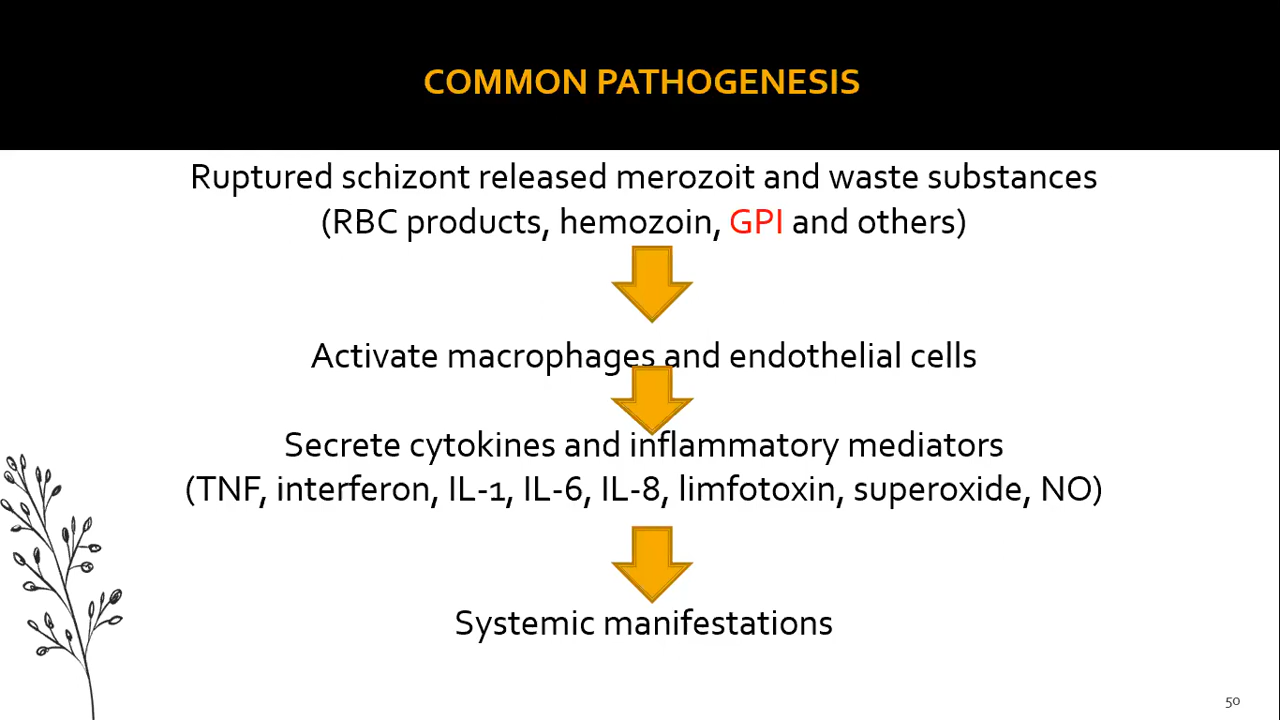 COMMON PATHOGENESIS
Ruptured schizont released merozoit and waste substances
(RBC products, hemozoin, GPI and others)
Activate macrophages and endothelial cells
Secrete cytokines and inflammatory mediators
(TNF, interferon, IL-1, IL-6, IL-8, limfotoxin, superoxide, NO)
Systemic manifestations
50